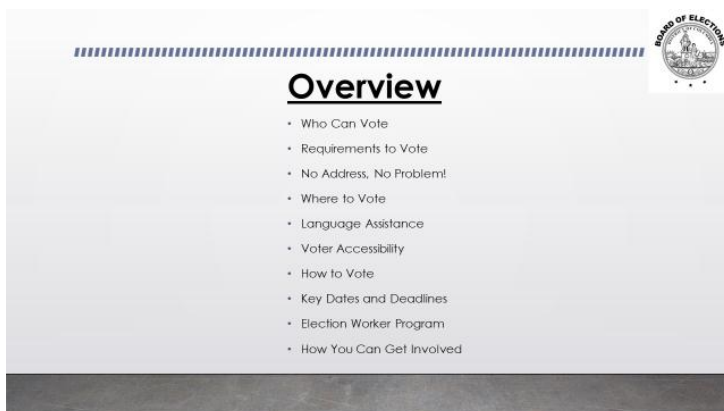 BOARD OF ELECTIONS
Overview
• Who Can Vote
• Requirements to Vote
• No Address, No Problem!
• Where to Vote
• Language Assistance
• Voter Accessibility
• How to Vote
• Key Dates and Deadlines
• Election Worker Program
• How You Can Get Involved